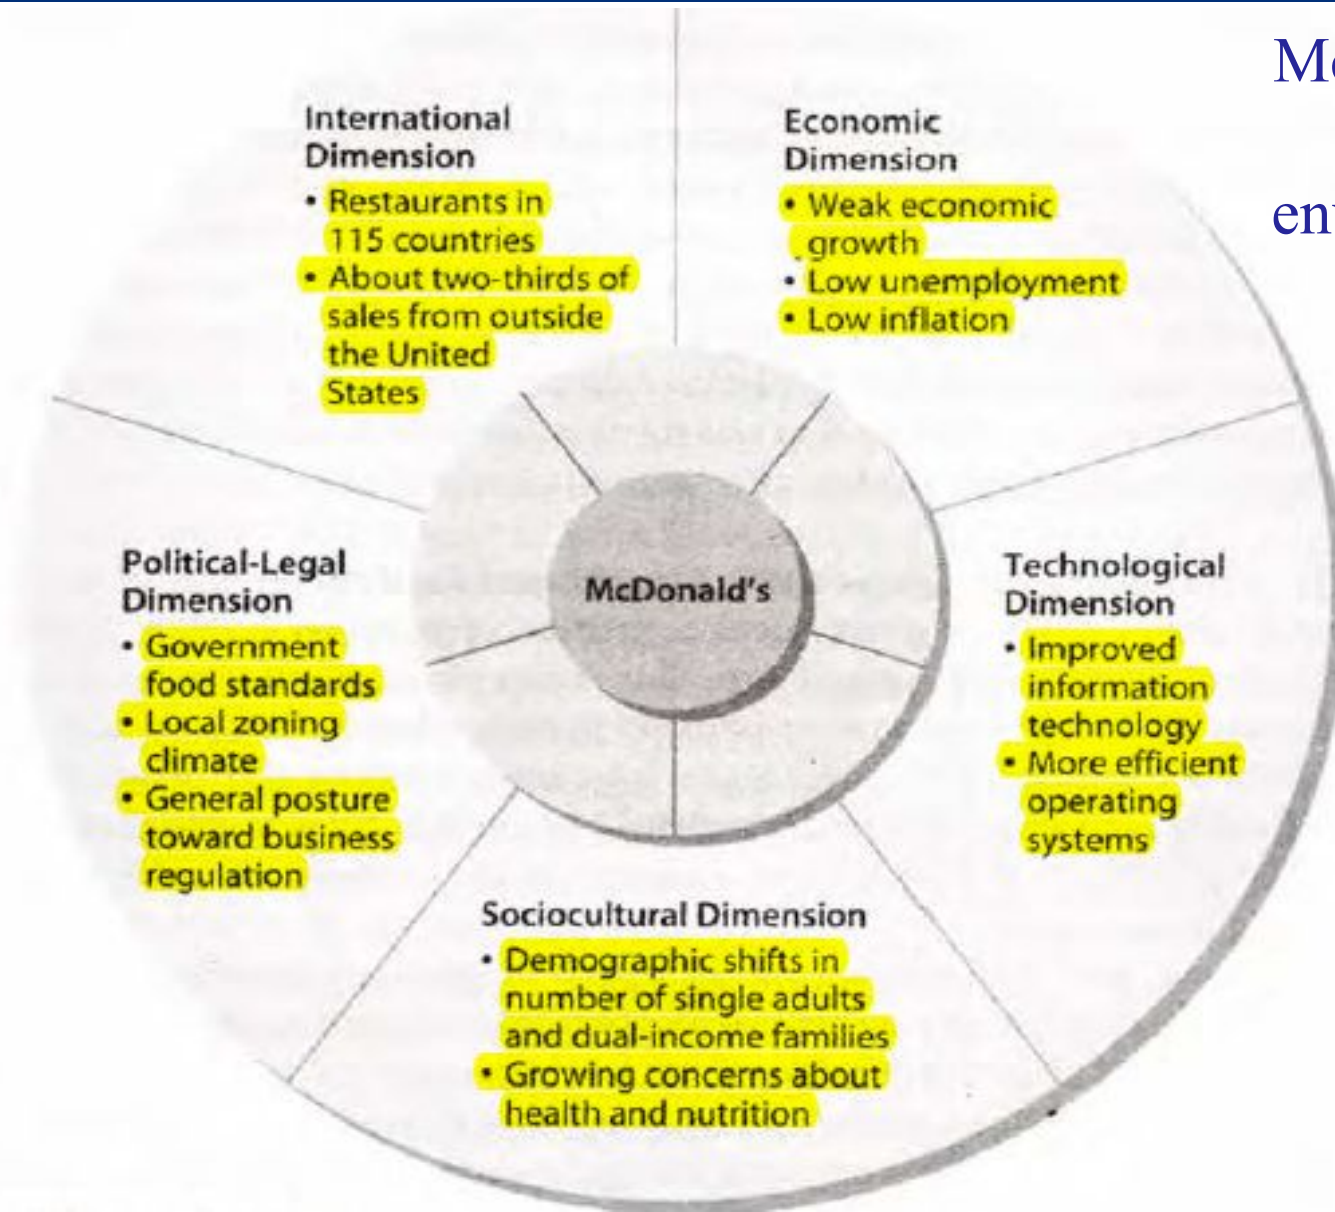 International
Dimension
• Restaurants in
115 countries
• About two-thirds of
sales from outside
the United
States
Economic
Dimension
• Weak economic
growth
• Low unemployment
• Low inflation
Political-Legal
Dimension
• Government
food standards
• Local zoning
climate
• General posture
toward business
regulation
McDonald's
Technological
Dimension
• Improved
information
technology
• More efficient
operating
systems
Sociocultural Dimension
• Demographic shifts in
number of single adults
and dual-income families
• Growing concerns about
health and nutrition